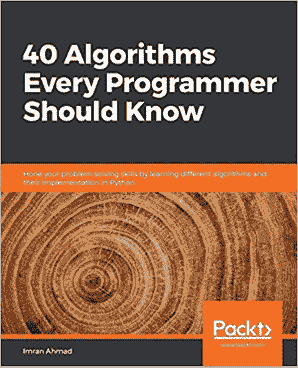 40 Algorithms
Every Programmer
Should Know
Hone your problem-solving skills by learning different algorithms and
their implementation in Python
Imran Ahmad
Packt>